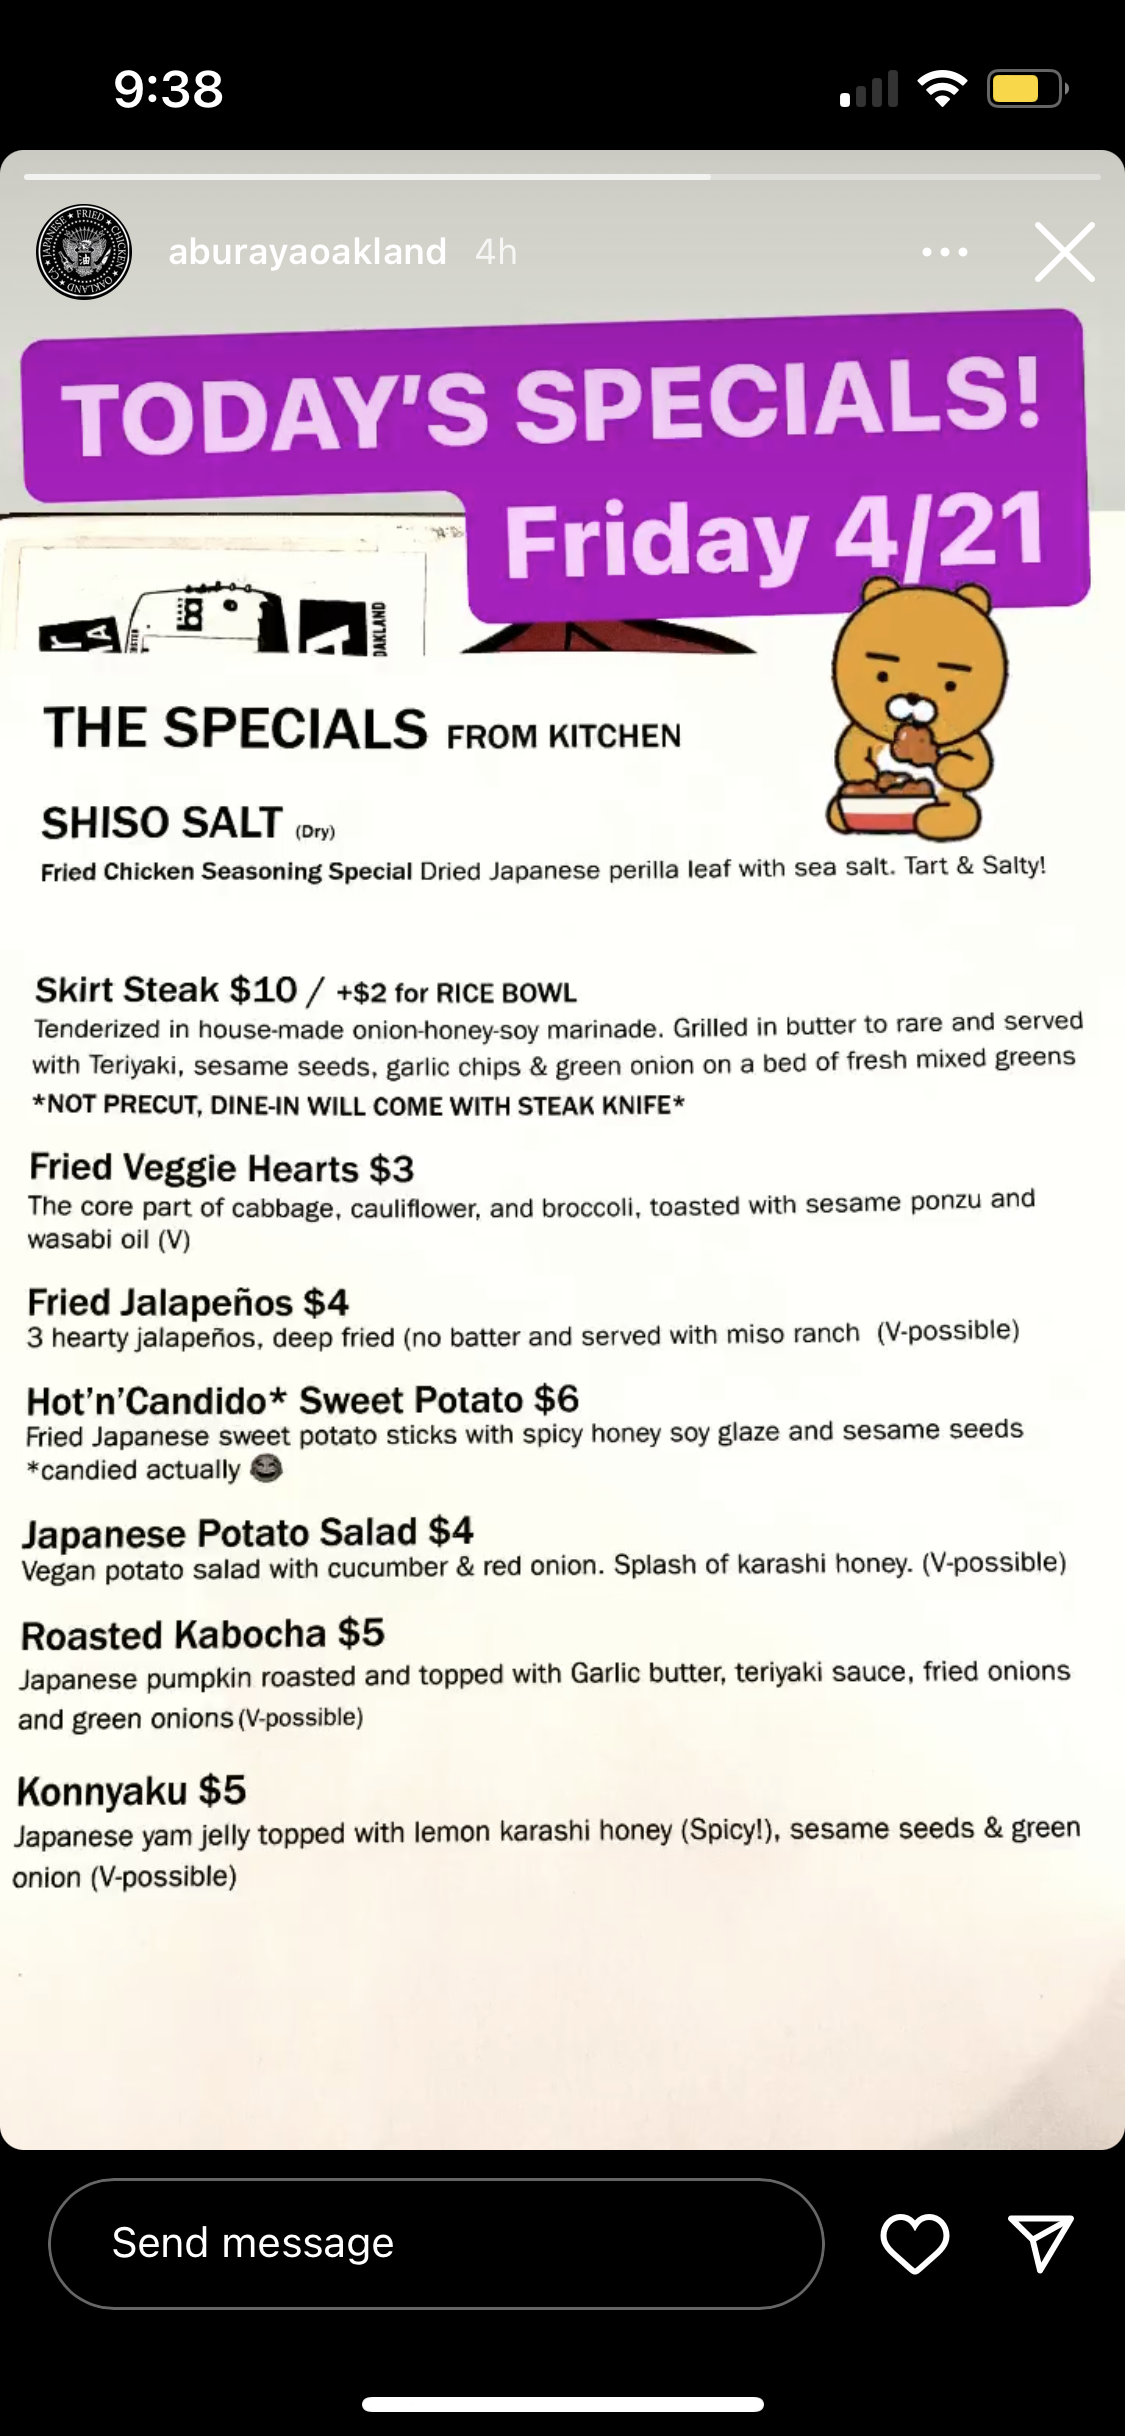 9:38
aburayaoakland 4h
TODAY'S SPECIALS!
Friday 4/21
OAKLAND
THE SPECIALS FROM KITCHEN
SHISO SALT (Dry)
Fried Chicken Seasoning Special Dried Japanese perilla leaf with sea salt. Tart & Salty!
Skirt Steak $10 / +$2 for RICE BOWL
Tenderized in house-made onion-honey-soy marinade. Grilled in butter to rare and served
with Teriyaki, sesame seeds, garlic chips & green onion on a bed of fresh mixed greens
*NOT PRECUT, DINE-IN WILL COME WITH STEAK KNIFE*
Fried Veggie Hearts $3
The core part of cabbage, cauliflower, and broccoli, toasted with sesame ponzu and
wasabi oil (V)
Fried Jalapeños $4
3 hearty jalapeños, deep fried (no batter and served with miso ranch (V-possible)
Hot'n'Candido* Sweet Potato $6
Fried Japanese sweet potato sticks with spicy honey soy glaze and sesame seeds
*candied actually 😂
Japanese Potato Salad $4
Vegan potato salad with cucumber & red onion. Splash of karashi honey. (V-possible)
Roasted Kabocha $5
Japanese pumpkin roasted and topped with Garlic butter, teriyaki sauce, fried onions
and green onions (V-possible)
Konnyaku $5
Japanese yam jelly topped with lemon karashi honey (Spicy!), sesame seeds & green
onion (V-possible)
Send message